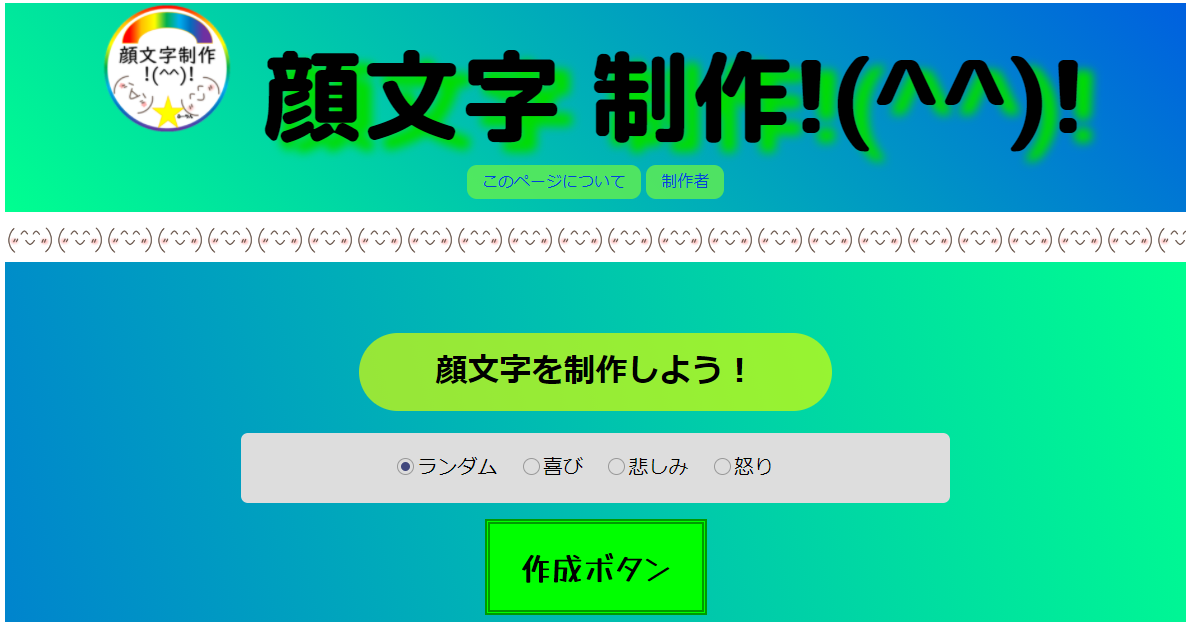 顔文字制作
!(^^)!
顔文字 制作!(^^)!
このページについて 制作者
顔文字を制作しよう！
ランダム 喜び 悲しみ 怒り
作成ボタン